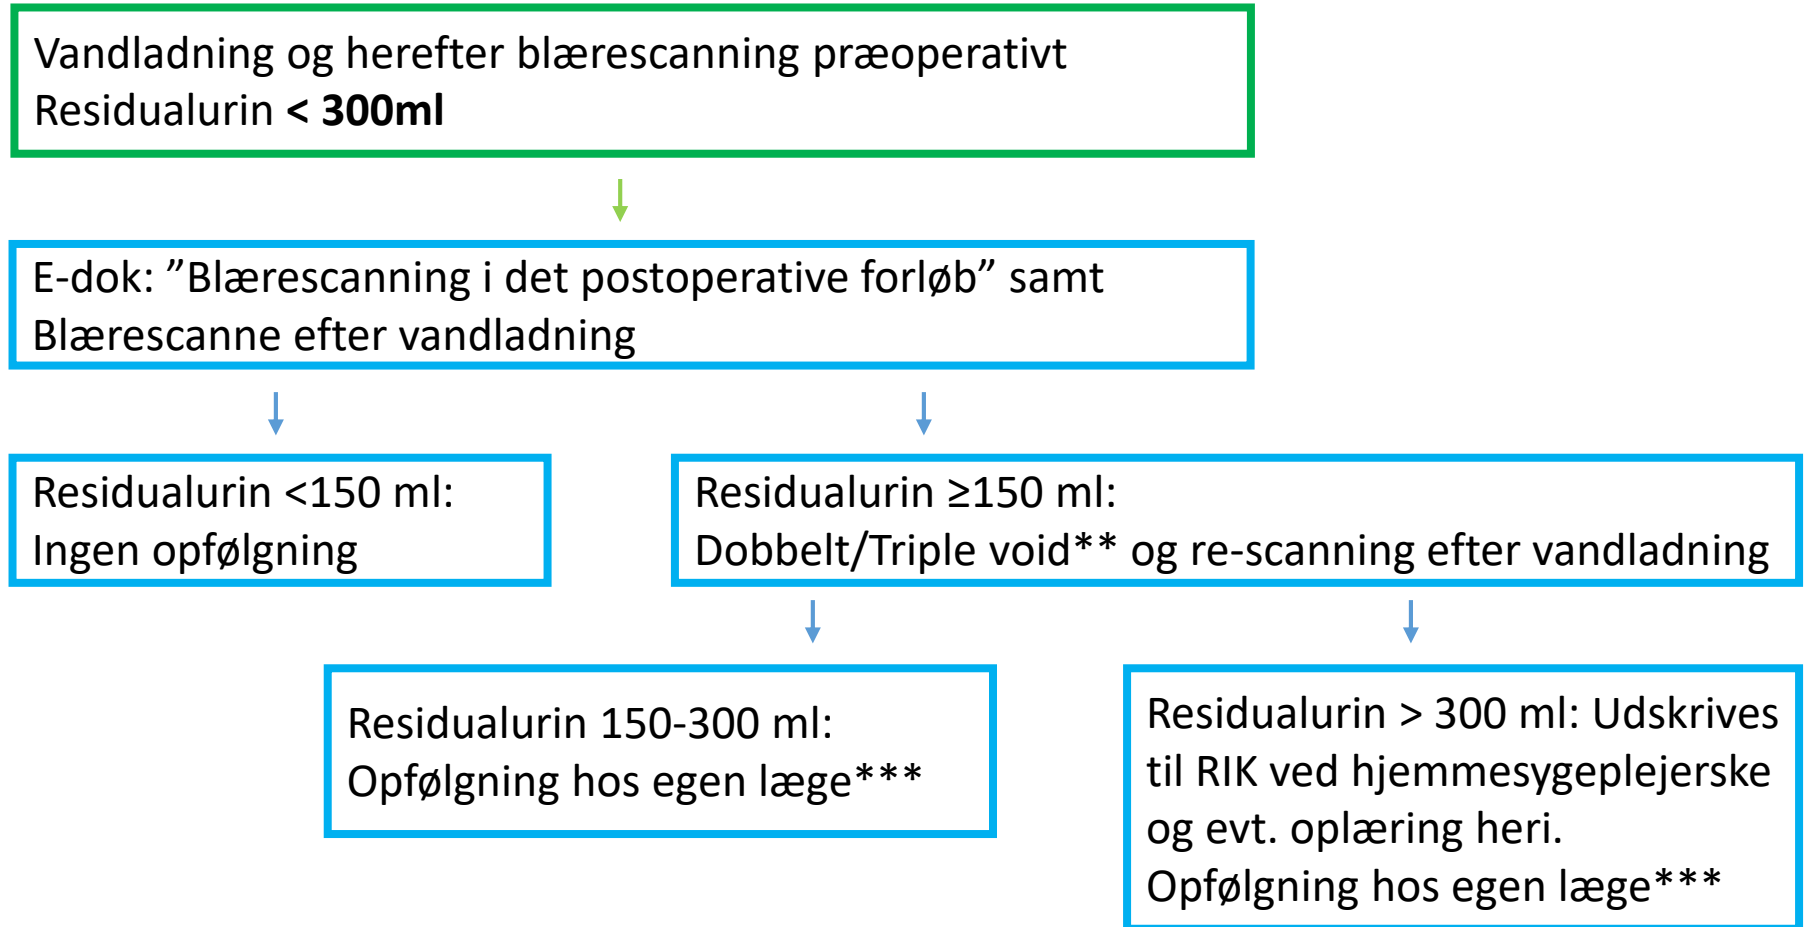 Vandladning og herefter blærescanning præoperativt
Residualurin < 300ml
E-dok: ”Blærescanning i det postoperative forløb” samt
Blærescanne efter vandladning
Residualurin <150 ml:
Ingen opfølgning
Residualurin ≥150 ml:
Dobbelt/Triple void** og re-scanning efter vandladning
Residualurin 150-300 ml:
Opfølgning hos egen læge***
Residualurin > 300 ml: Udskrives
til RIK ved hjemmesygeplejerske
og evt. oplæring heri.
Opfølgning hos egen læge***